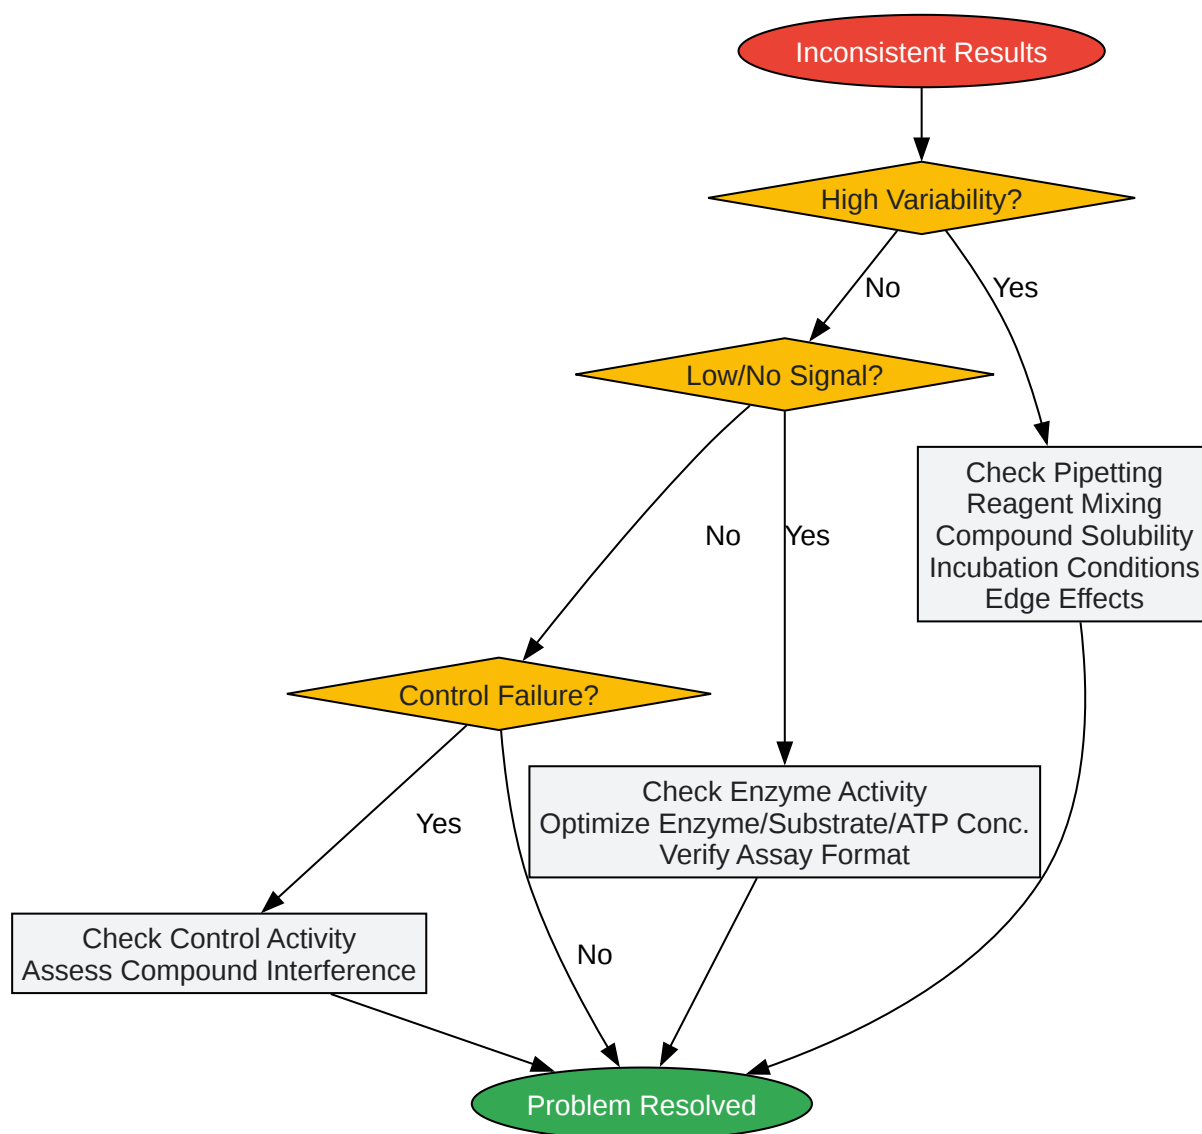 Inconsistent Results
High Variability?
No
Yes
Low/No Signal?
Check Pipetting
Reagent Mixing
Compound Solubility
Incubation Conditions
Edge Effects
No
Yes
Control Failure?
Check Enzyme Activity
Optimize Enzyme/Substrate/ATP Conc.
Verify Assay Format
Yes
Check Control Activity
Assess Compound Interference
No
Problem Resolved